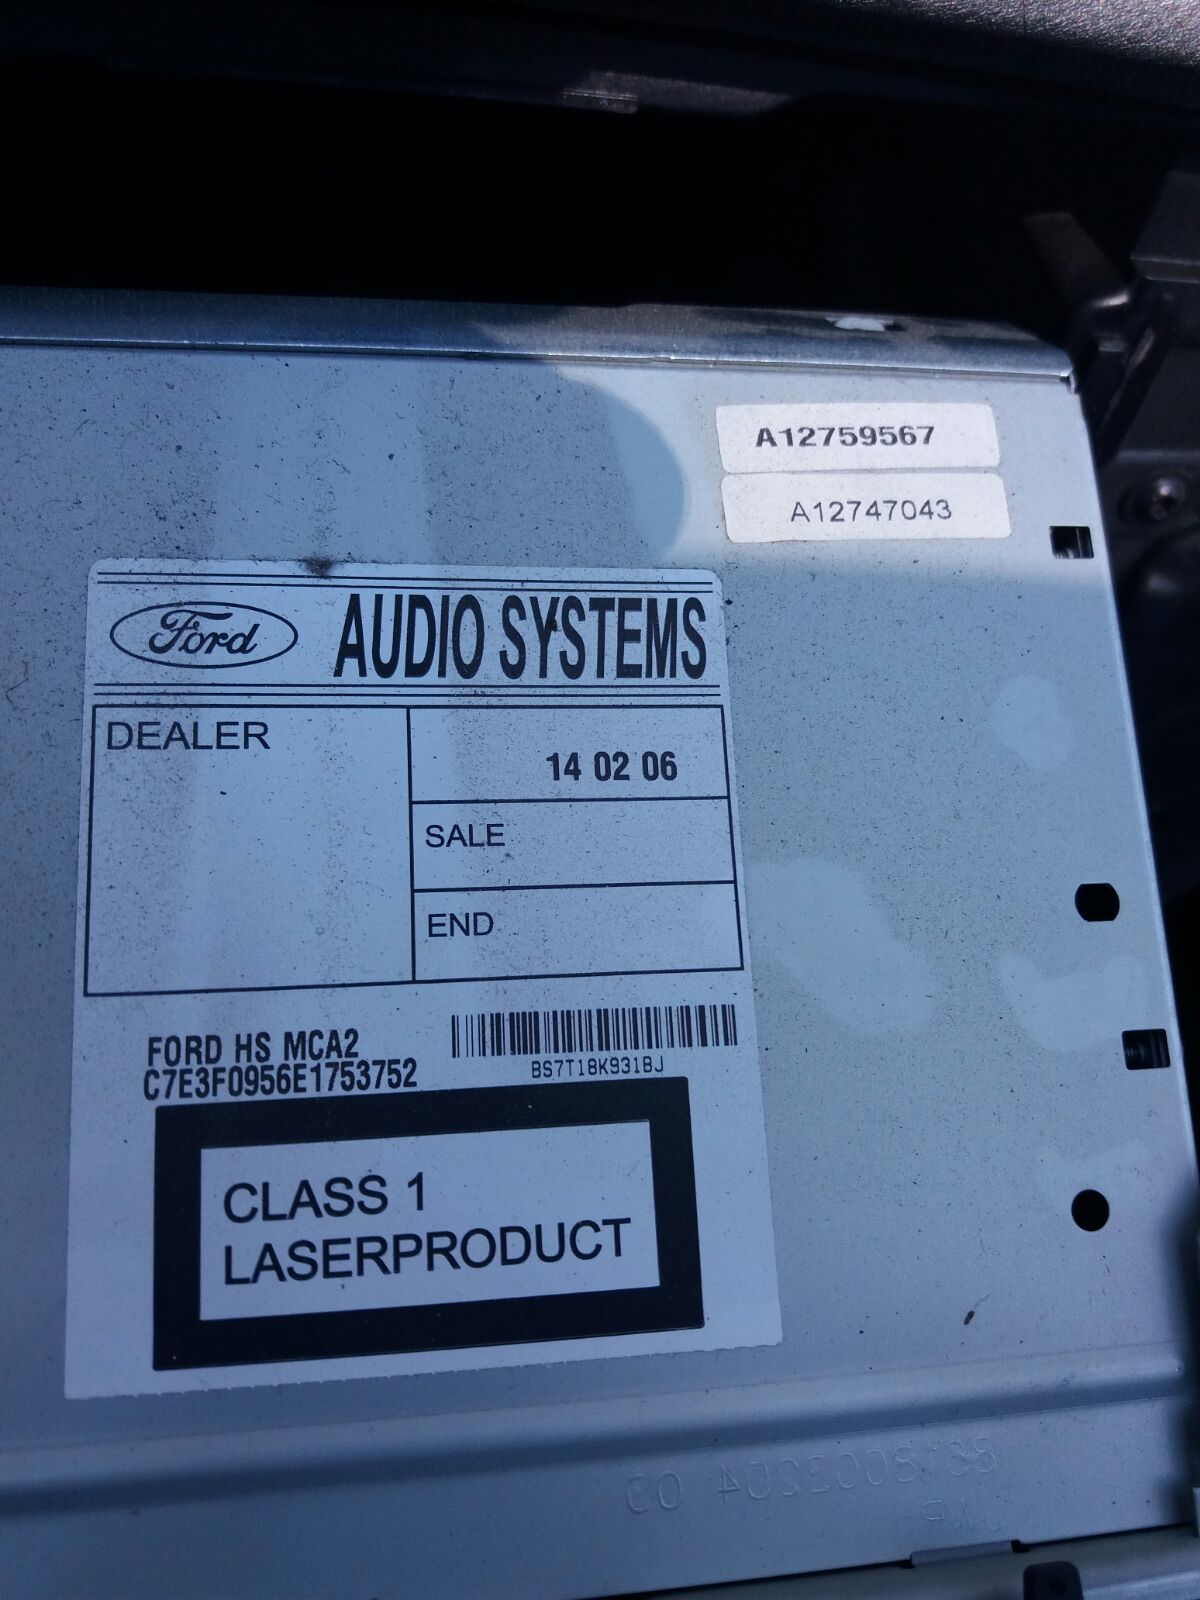 A12759567
A12747043
Ford AUDIO SYSTEMS
DEALER
14 02 06
SALE
END
FORD HS MCA2
C7E3F0956E1753752
BS7T18K931BJ
CLASS 1
LASERPRODUCT